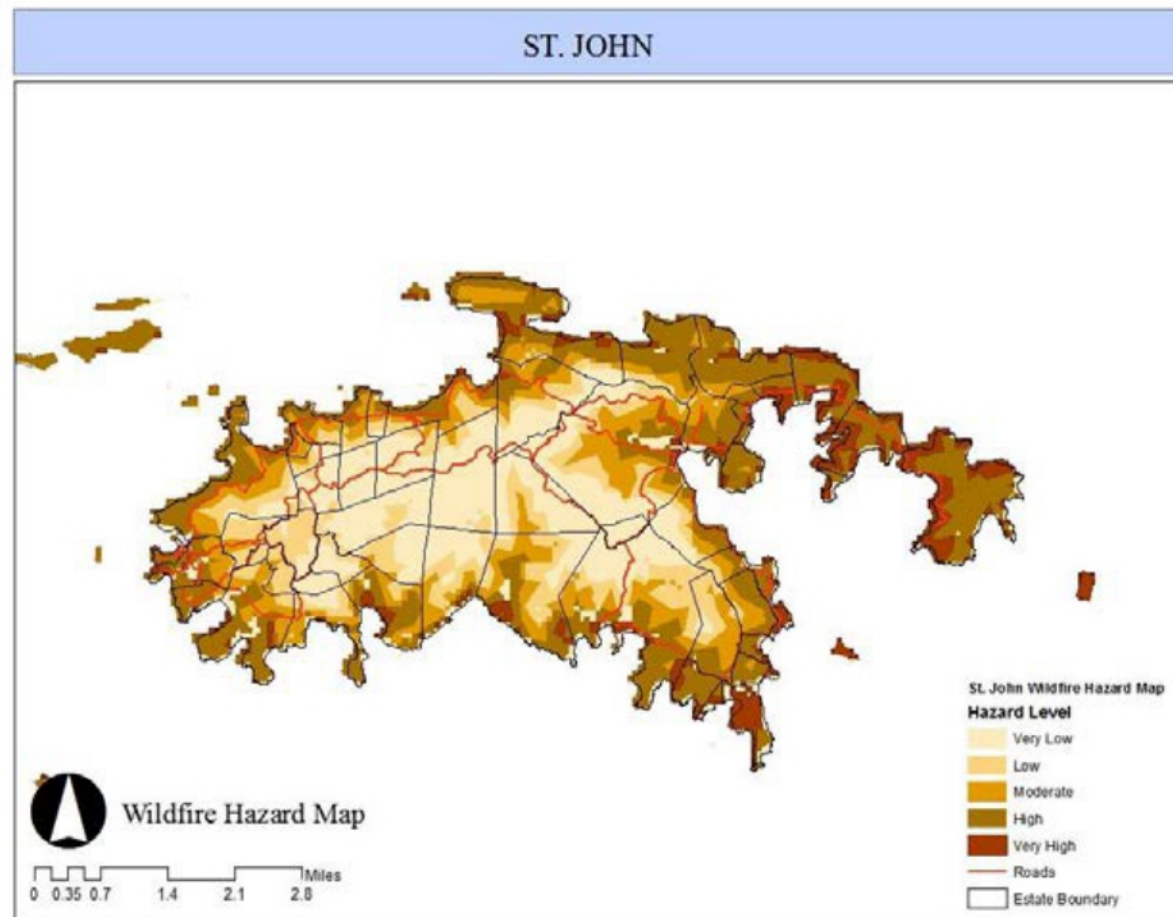 ST. JOHN
St. John Wildfire Hazard Map
Hazard Level
Very Low
Low
Moderate
High
Very High
Roads
Estate Boundary
Wildfire Hazard Map
Miles
0 0.35 0.7 1.4 2.1 2.8